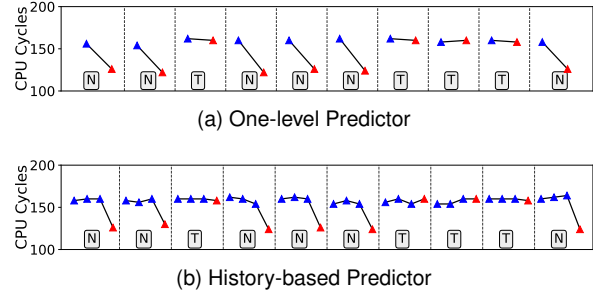 200
150
100
CPU Cycles
N N T N N N T T T N
(a) One-level Predictor
200
150
100
CPU Cycles
N N T N N N T T T N
(b) History-based Predictor